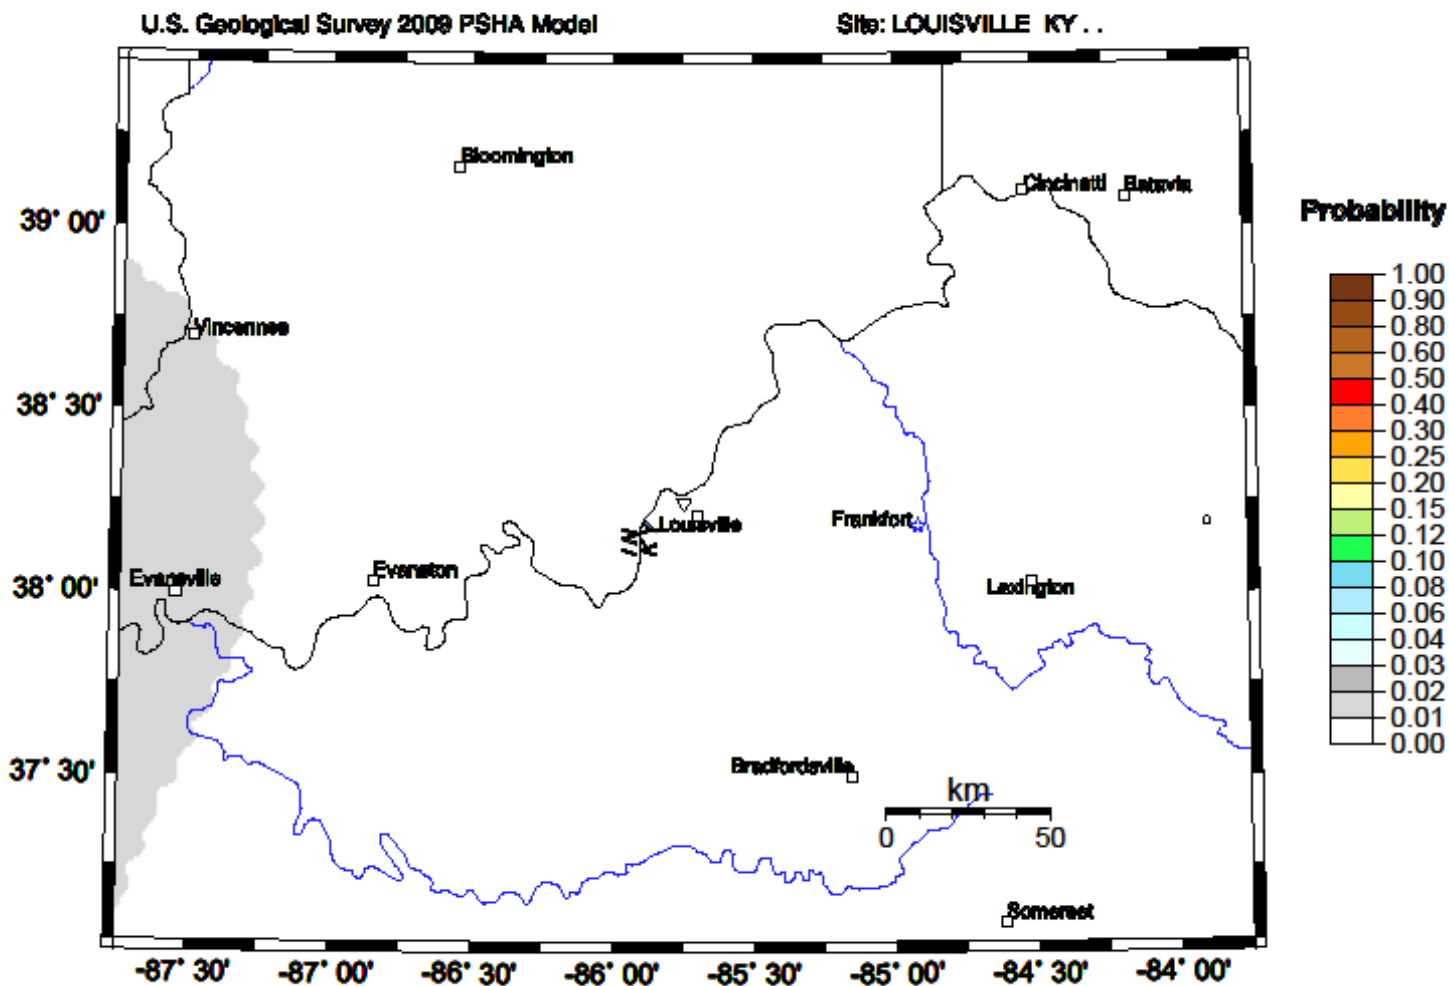 U.S. Geological Survey 2009 PSHA Model
Site: LOUISVILLE KY . .
Bloomington
Cincinatti
Batavia
39° 00'
Probability
1.00
0.90
0.80
0.60
0.50
0.40
0.30
0.25
0.20
0.15
0.12
0.10
0.08
0.06
0.04
0.03
0.02
0.01
0.00
Vincennes
38° 30'
Louisville
Frankfort
IN
K
Evansville
Evanston
Lexington
38° 00'
37° 30'
Bradfordsville
km
0 50
Somerset
-87° 30' -87° 00' -86° 30' -86° 00' -85° 30' -85° 00' -84° 30' -84° 00'